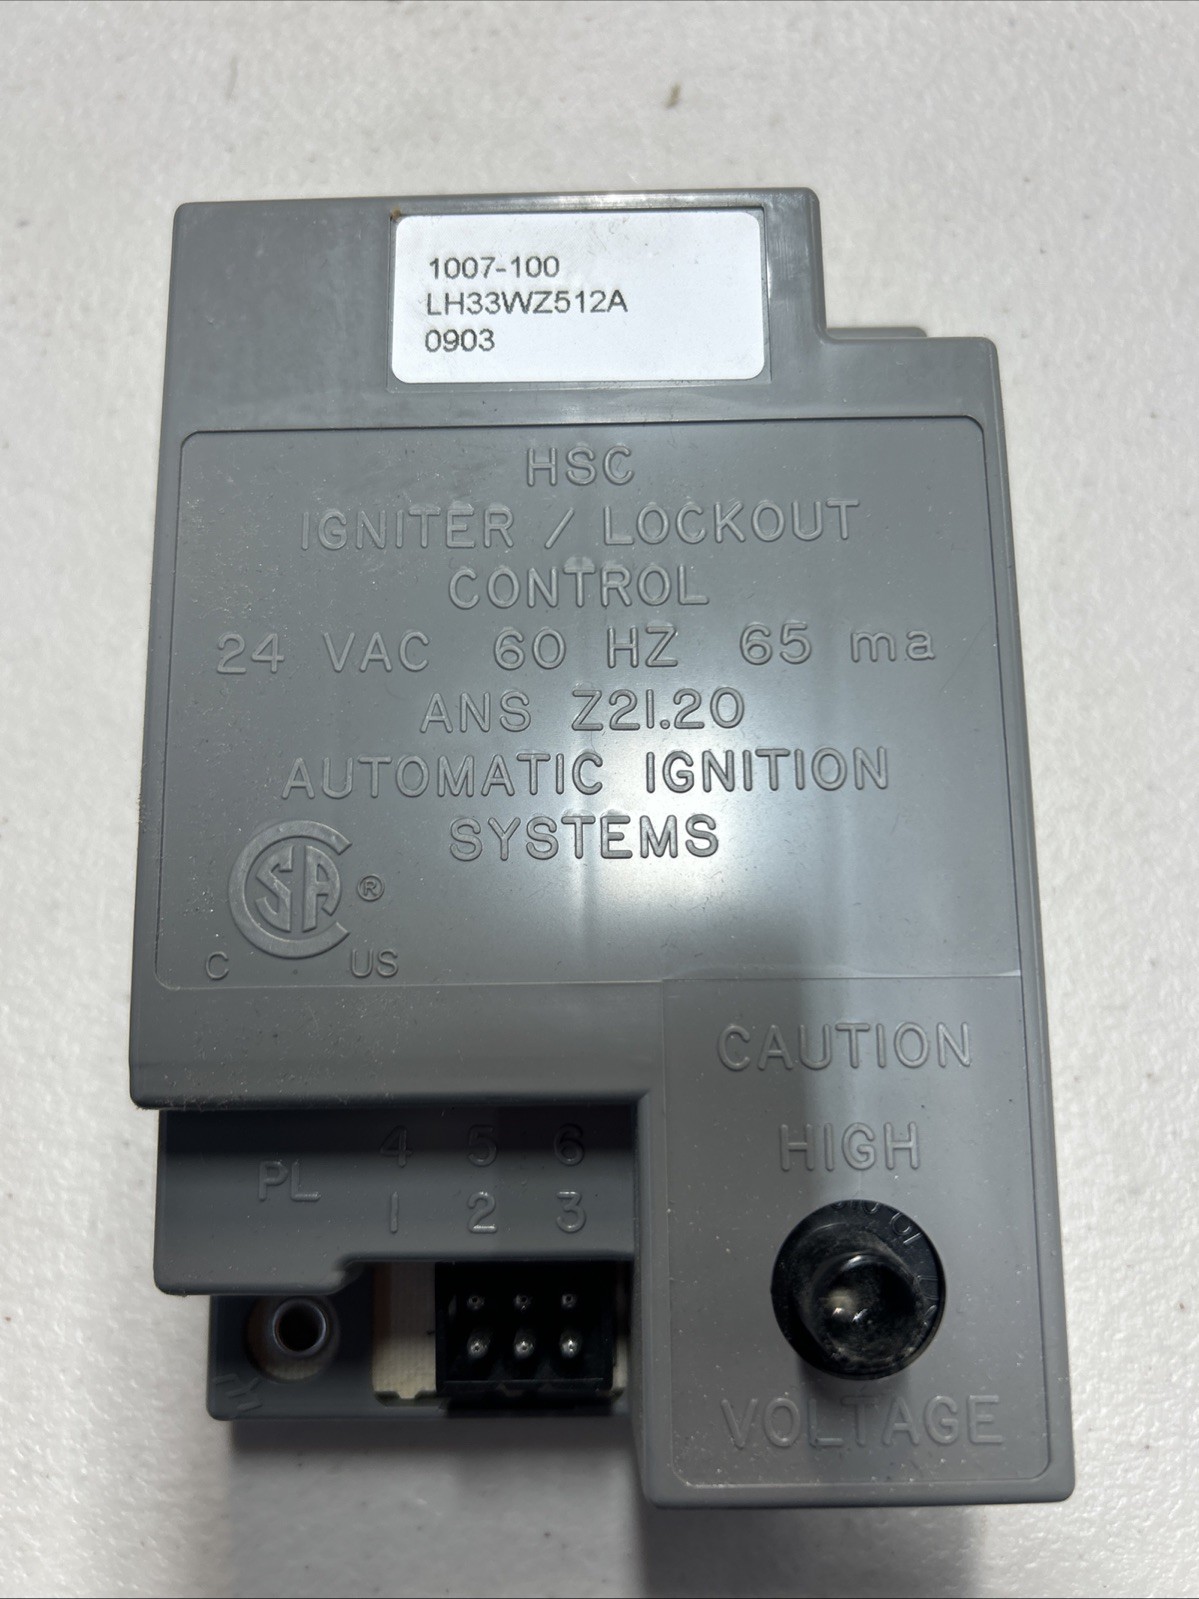 1007-100
LH33WZ512A
0903
HSC
IGNITER / LOCKOUT
CONTROL
24 VAC 60 HZ 65 ma
ANS Z21.20
AUTOMATIC IGNITION
SYSTEMS
CSA ®
C US
CAUTION
HIGH
VOLTAGE
PL
4 5 6
1 2 3